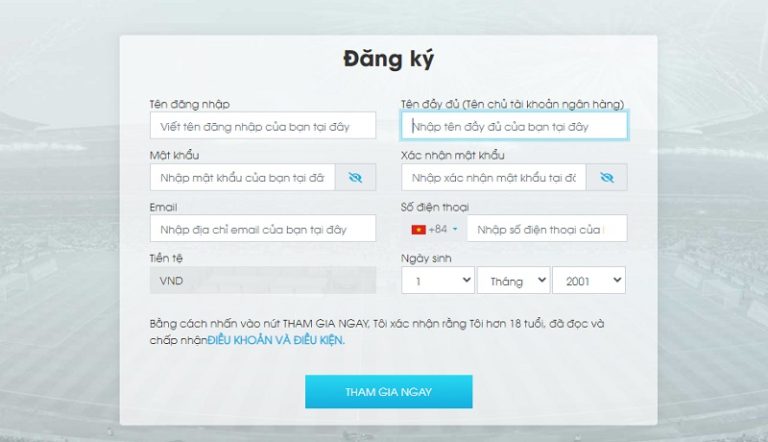 Đăng ký
Tên đăng nhập
Tên đầy đủ (Tên chủ tài khoản ngân hàng)
Viết tên đăng nhập của bạn tại đây
Nhập tên đầy đủ của bạn tại đây
Mật khẩu
Xác nhận mật khẩu
Nhập mật khẩu của bạn tại đâ
Nhập xác nhận mật khẩu tại đâ
Email
Số điện thoại
Nhập địa chỉ email của bạn tại đây
+84
Nhập số điện thoại của
Tiền tệ
Ngày sinh
VND
1
Tháng
2001
Bằng cách nhấn vào nút THAM GIA NGAY, Tôi xác nhận rằng Tôi hơn 18 tuổi, đã đọc và
chấp nhậnĐIỀU KHOẢN VÀ ĐIỀU KIỆN.
THAM GIA NGAY